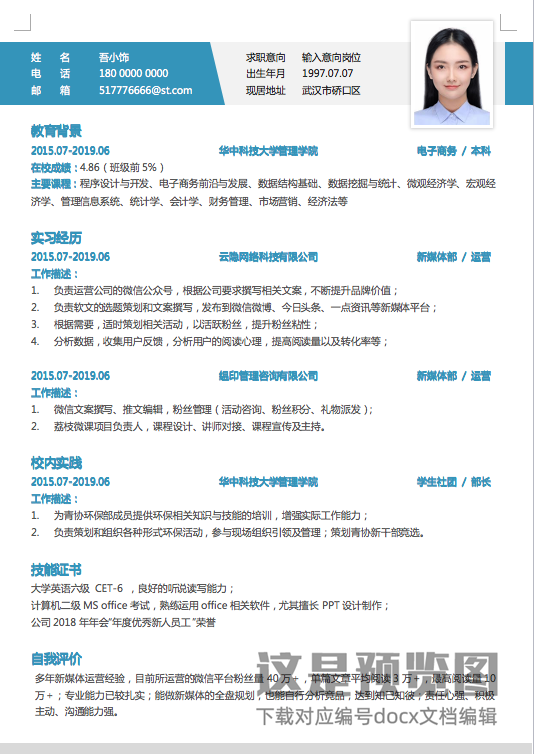 姓 名 吾小饰 求职意向 输入意向岗位
电 话 180 0000 0000 出生年月 1997.07.07
邮 箱 517776666@st.com 现居地址 武汉市硚口区
教育背景
2015.07-2019.06 华中科技大学管理学院 电子商务 / 本科
在校成绩：4.86（班级前 5%）
主要课程：程序设计与开发、电子商务前沿与发展、数据结构基础、数据挖掘与统计、微观经济学、宏观经
济学、管理信息系统、统计学、会计学、财务管理、市场营销、经济法等
实习经历
2015.07-2019.06 云隐网络科技有限公司 新媒体部 / 运营
工作描述：
1. 负责运营公司的微信公众号，根据公司要求撰写相关文案，不断提升品牌价值；
2. 负责软文的选题策划和文案撰写，发布到微信微博、今日头条、一点资讯等新媒体平台；
3. 根据需要，适时策划相关活动，以活跃粉丝，提升粉丝粘性；
4. 分析数据，收集用户反馈，分析用户的阅读心理，提高阅读量以及转化率等；
2015.07-2019.06 缌印管理咨询有限公司 新媒体部 / 运营
工作描述：
1. 微信文案撰写、推文编辑，粉丝管理（活动咨询、粉丝积分、礼物派发）；
2. 荔枝微课项目负责人，课程设计、讲师对接、课程宣传及主持。
校内实践
2015.07-2019.06 华中科技大学管理学院 学生社团 / 部长
工作描述：
1. 为青协环保部成员提供环保相关知识与技能的培训，增强实际工作能力；
2. 负责策划和组织各种形式环保活动，参与现场组织引领及管理；策划青协新干部竞选。
技能证书
大学英语六级 CET-6 ，良好的听说读写能力；
计算机二级 MS office 考试，熟练运用 office 相关软件，尤其擅长 PPT 设计制作；
公司 2018 年年会“年度优秀新人员工”荣誉
自我评价
多年新媒体运营经验，目前所运营的微信平台粉丝量 40 万＋，单篇文章平均阅读 3 万＋，最高阅读量 10
万＋；专业能力已较扎实；能做新媒体的全盘规划，也能自行分析竞品，达到知己知彼；责任心强、积极
主动、沟通能力强。
这是预览图
下载对应编号docx文档编辑